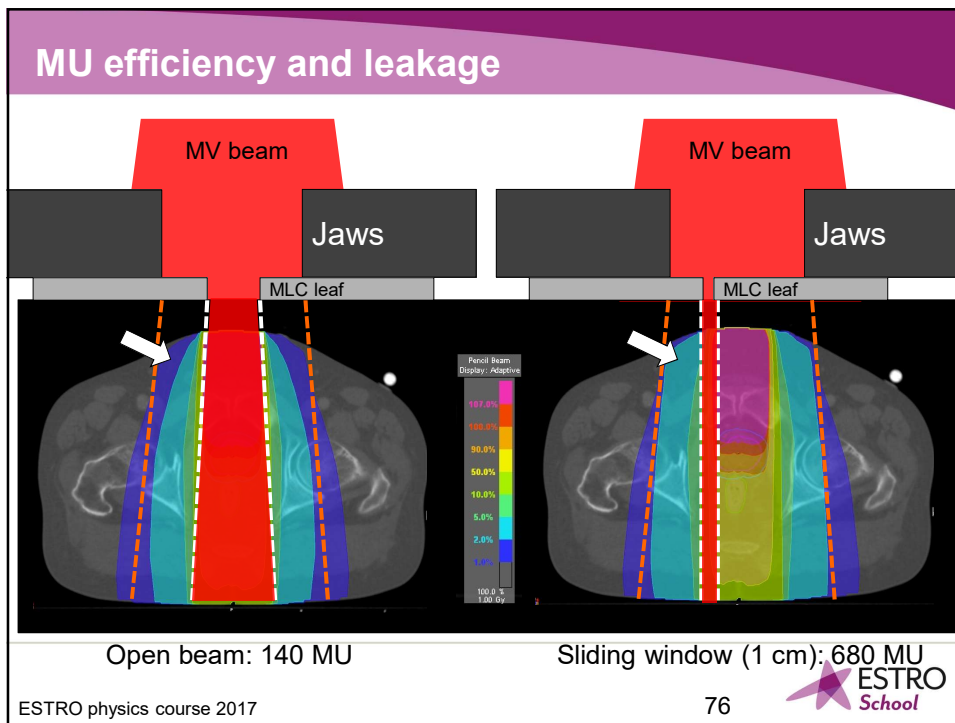 MU efficiency and leakage
MV beam
MV beam
Jaws
Jaws
MLC leaf
MLC leaf
Pencil Beam
Display: Adaptive
107.0%
100.0%
90.0%
50.0%
10.0%
5.0%
2.0%
1.0%
100.0 %
1.00 Gy
Open beam: 140 MU
Sliding window (1 cm): 680 MU
ESTRO physics course 2017
76
ESTRO
School